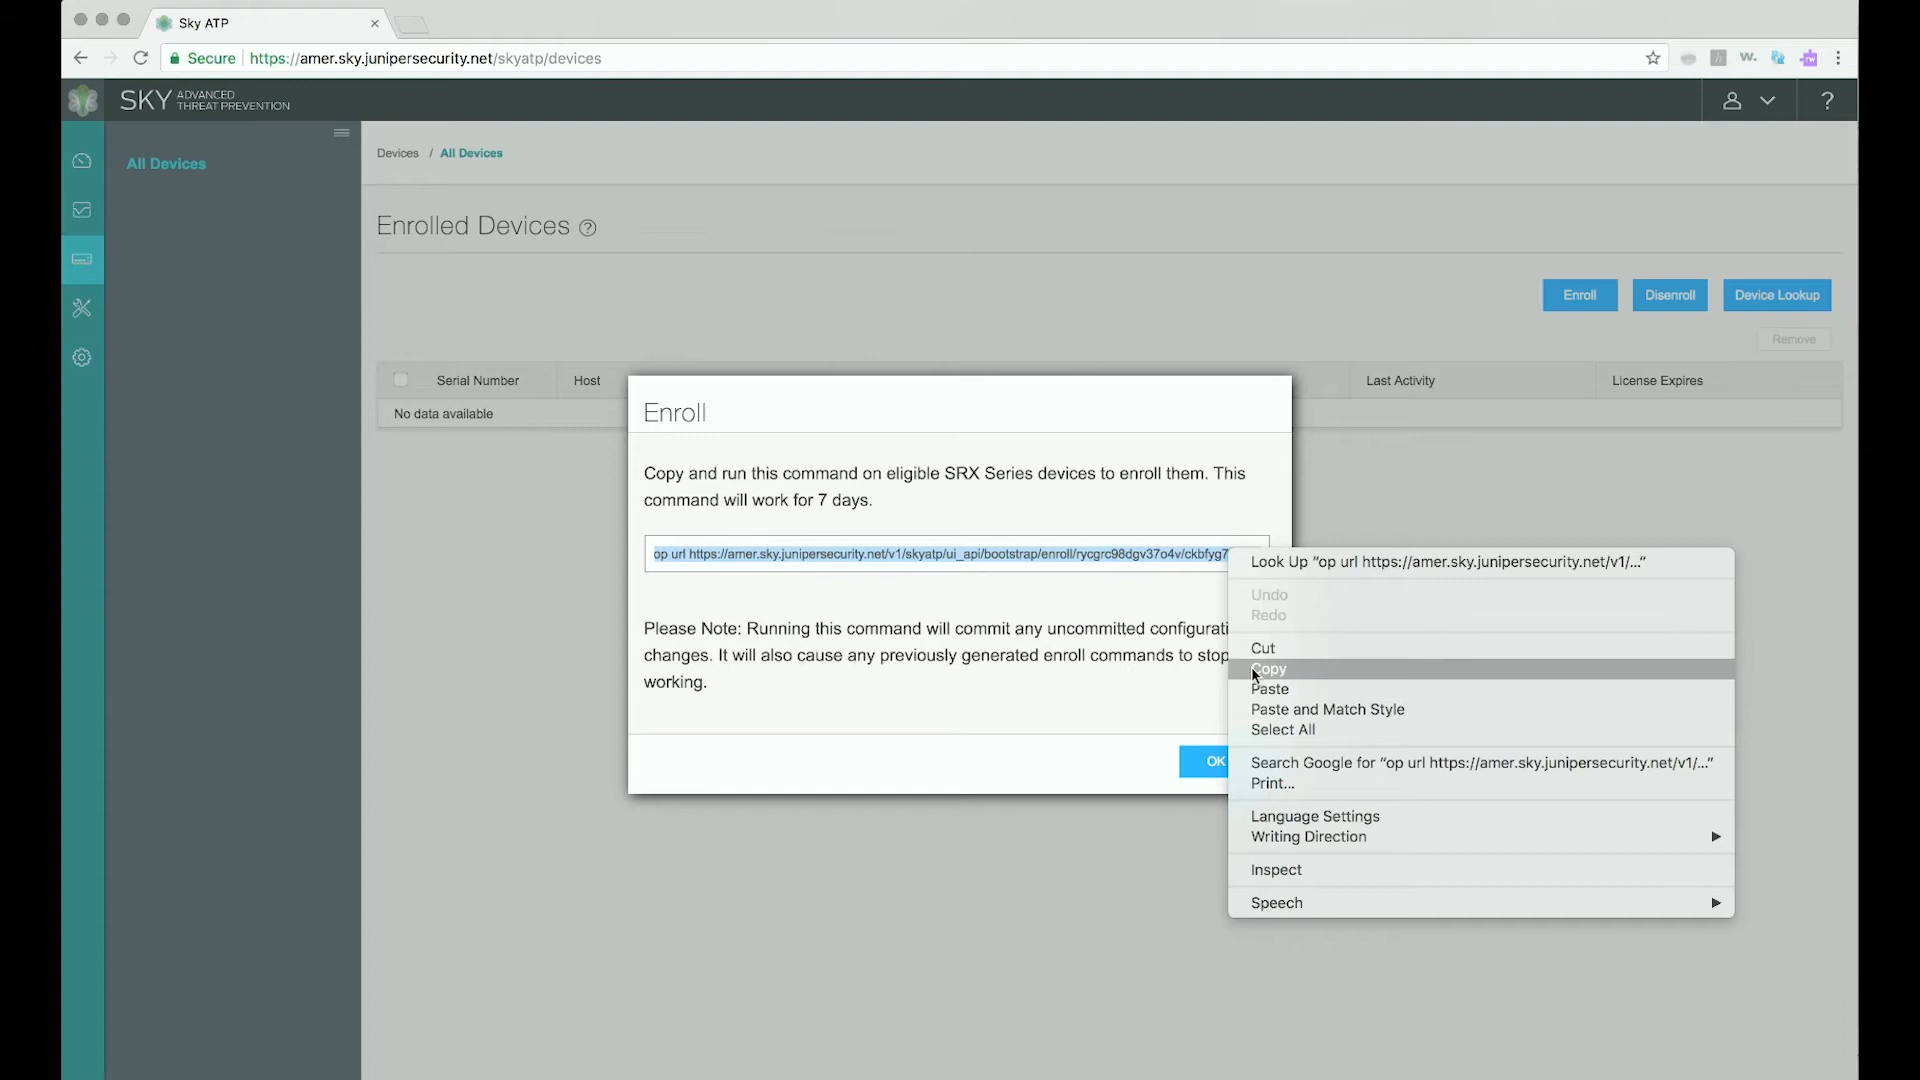 Sky ATP
Secure https://amer.sky.junipersecurity.net/skyatp/devices
SKY ADVANCED THREAT PREVENTION
?
All Devices
Devices / All Devices
Enrolled Devices ?
Enroll Disenroll Device Lookup
Remove
Serial Number Host Last Activity License Expires
No data available
Enroll
Copy and run this command on eligible SRX Series devices to enroll them. This
command will work for 7 days.
op url https://amer.sky.junipersecurity.net/v1/skyatp/ui_api/bootstrap/enroll/rycgrc98dgv37o4v/ckbfyg7
Please Note: Running this command will commit any uncommitted configurati
changes. It will also cause any previously generated enroll commands to stop
working.
OK
Look Up “op url https://amer.sky.junipersecurity.net/v1/...“
Undo
Redo
Cut
Copy
Paste
Paste and Match Style
Select All
Search Google for “op url https://amer.sky.junipersecurity.net/v1/...”
Print...
Language Settings
Writing Direction
Inspect
Speech